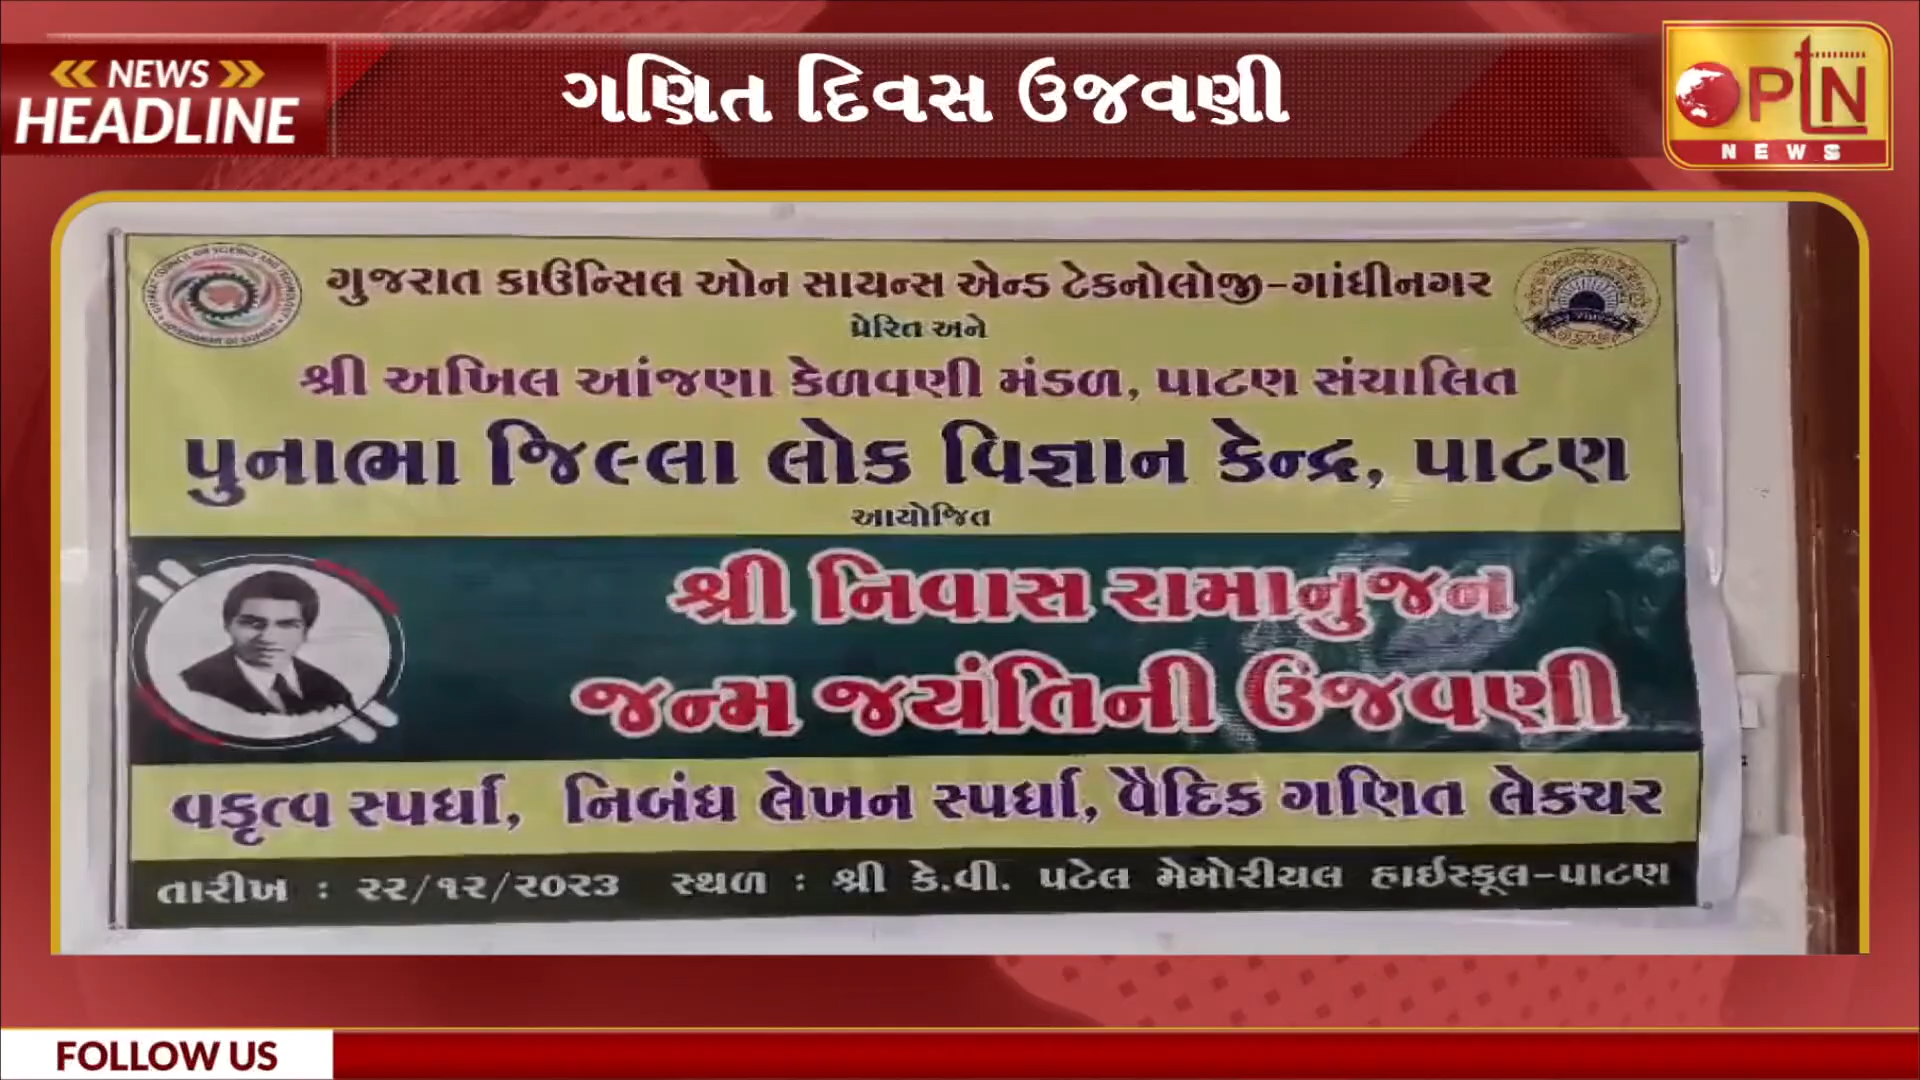 NEWS
HEADLINE
ગણિત દિવસ ઉજવણી
PTN
NEWS
ગુજરાત કાઉન્સિલ ઓન સાયન્સ એન્ડ ટેકનોલોજી-ગાંધીનગર
પ્રેરિત અને
શ્રી અખિલ આંજણા કેળવણી મંડળ, પાટણ સંચાલિત
પુનાભા જિલ્લા લોક વિજ્ઞાન કેન્દ્ર, પાટણ
આયોજિત
શ્રી નિવાસ રામાનુજન
જન્મ જયંતિની ઉજવણી
વકૃત્વ સ્પર્ધા, નિબંધ લેખન સ્પર્ધા, વૈદિક ગણિત લેક્ચર
તારીખ : ૨૨/૧૨/૨૦૨૩ સ્થળ : શ્રી કે.વી. પટેલ મેમોરીયલ હાઇસ્કૂલ-પાટણ
FOLLOW US